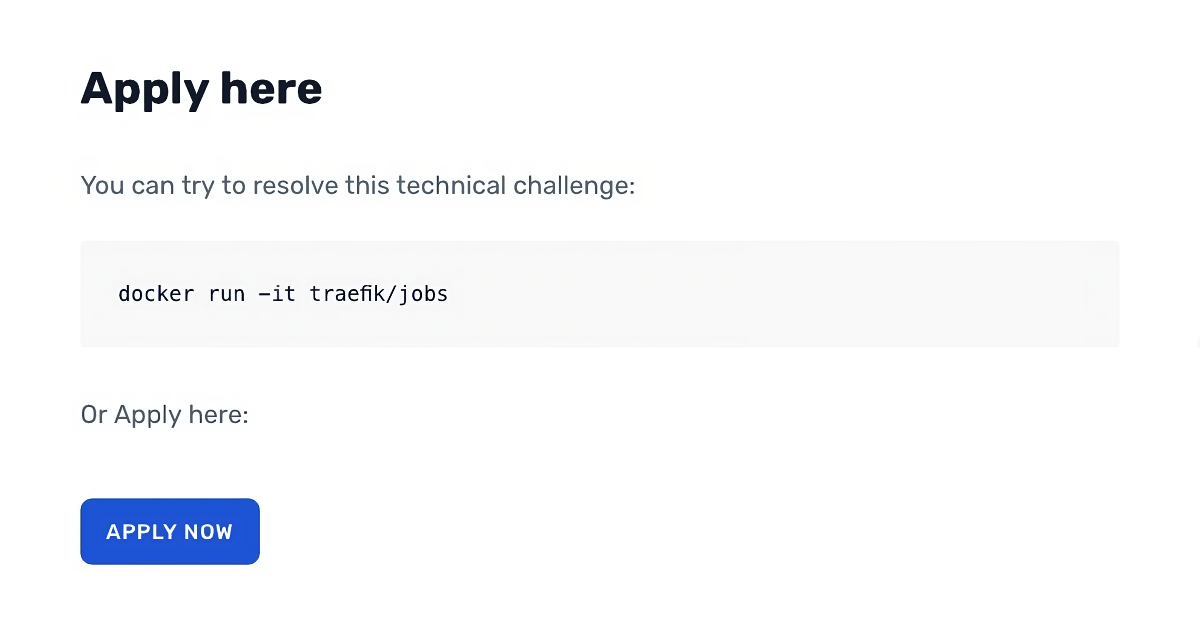 Apply here
You can try to resolve this technical challenge:
docker run -it traefik/jobs
Or Apply here:
APPLY NOW